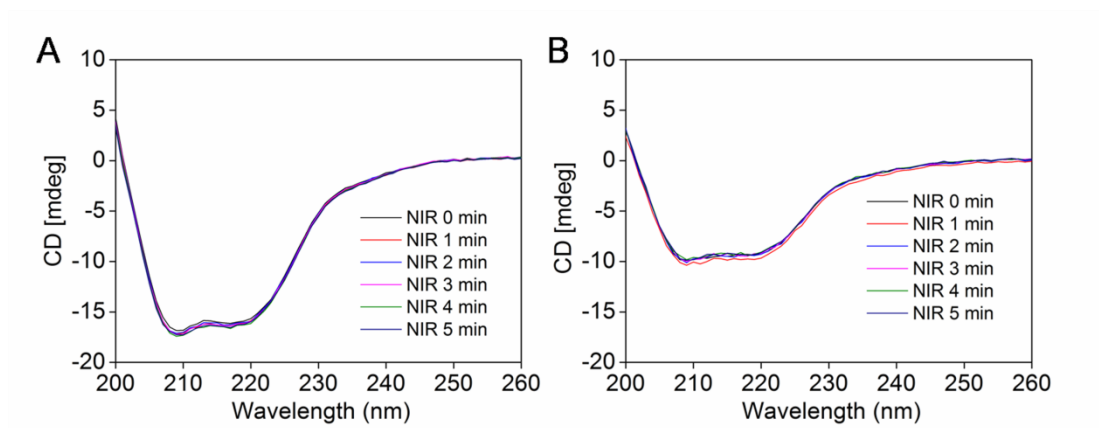 A
10
5
0
-5
-10
-15
-20
CD [mdeg]
NIR 0 min
NIR 1 min
NIR 2 min
NIR 3 min
NIR 4 min
NIR 5 min
200 210 220 230 240 250 260
Wavelength (nm)
B
10
5
0
-5
-10
-15
-20
CD [mdeg]
NIR 0 min
NIR 1 min
NIR 2 min
NIR 3 min
NIR 4 min
NIR 5 min
200 210 220 230 240 250 260
Wavelength (nm)